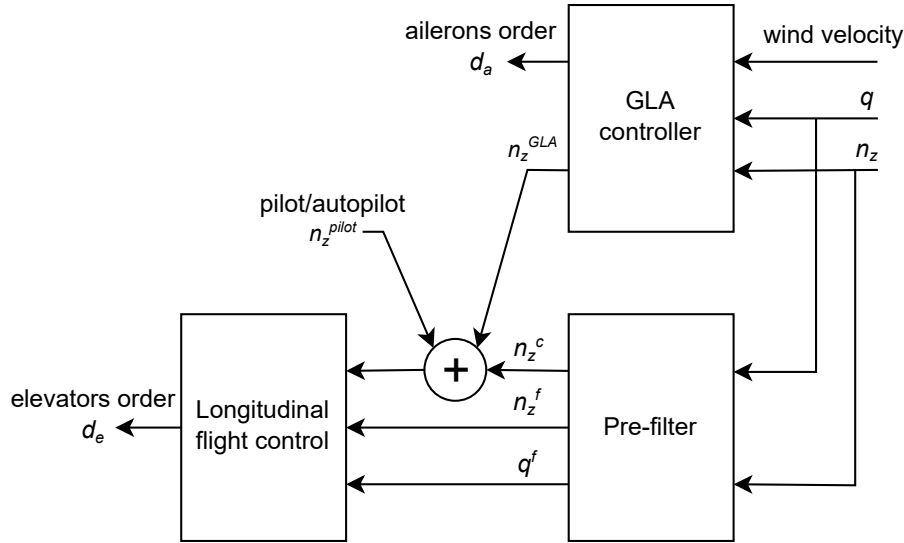 ailerons order
d_a
GLA
controller
wind velocity
q
n_z
n_z^GLA
pilot/autopilot
n_z^pilot
+
n_z^c
n_z^f
q^f
elevators order
d_e
Longitudinal
flight control
Pre-filter